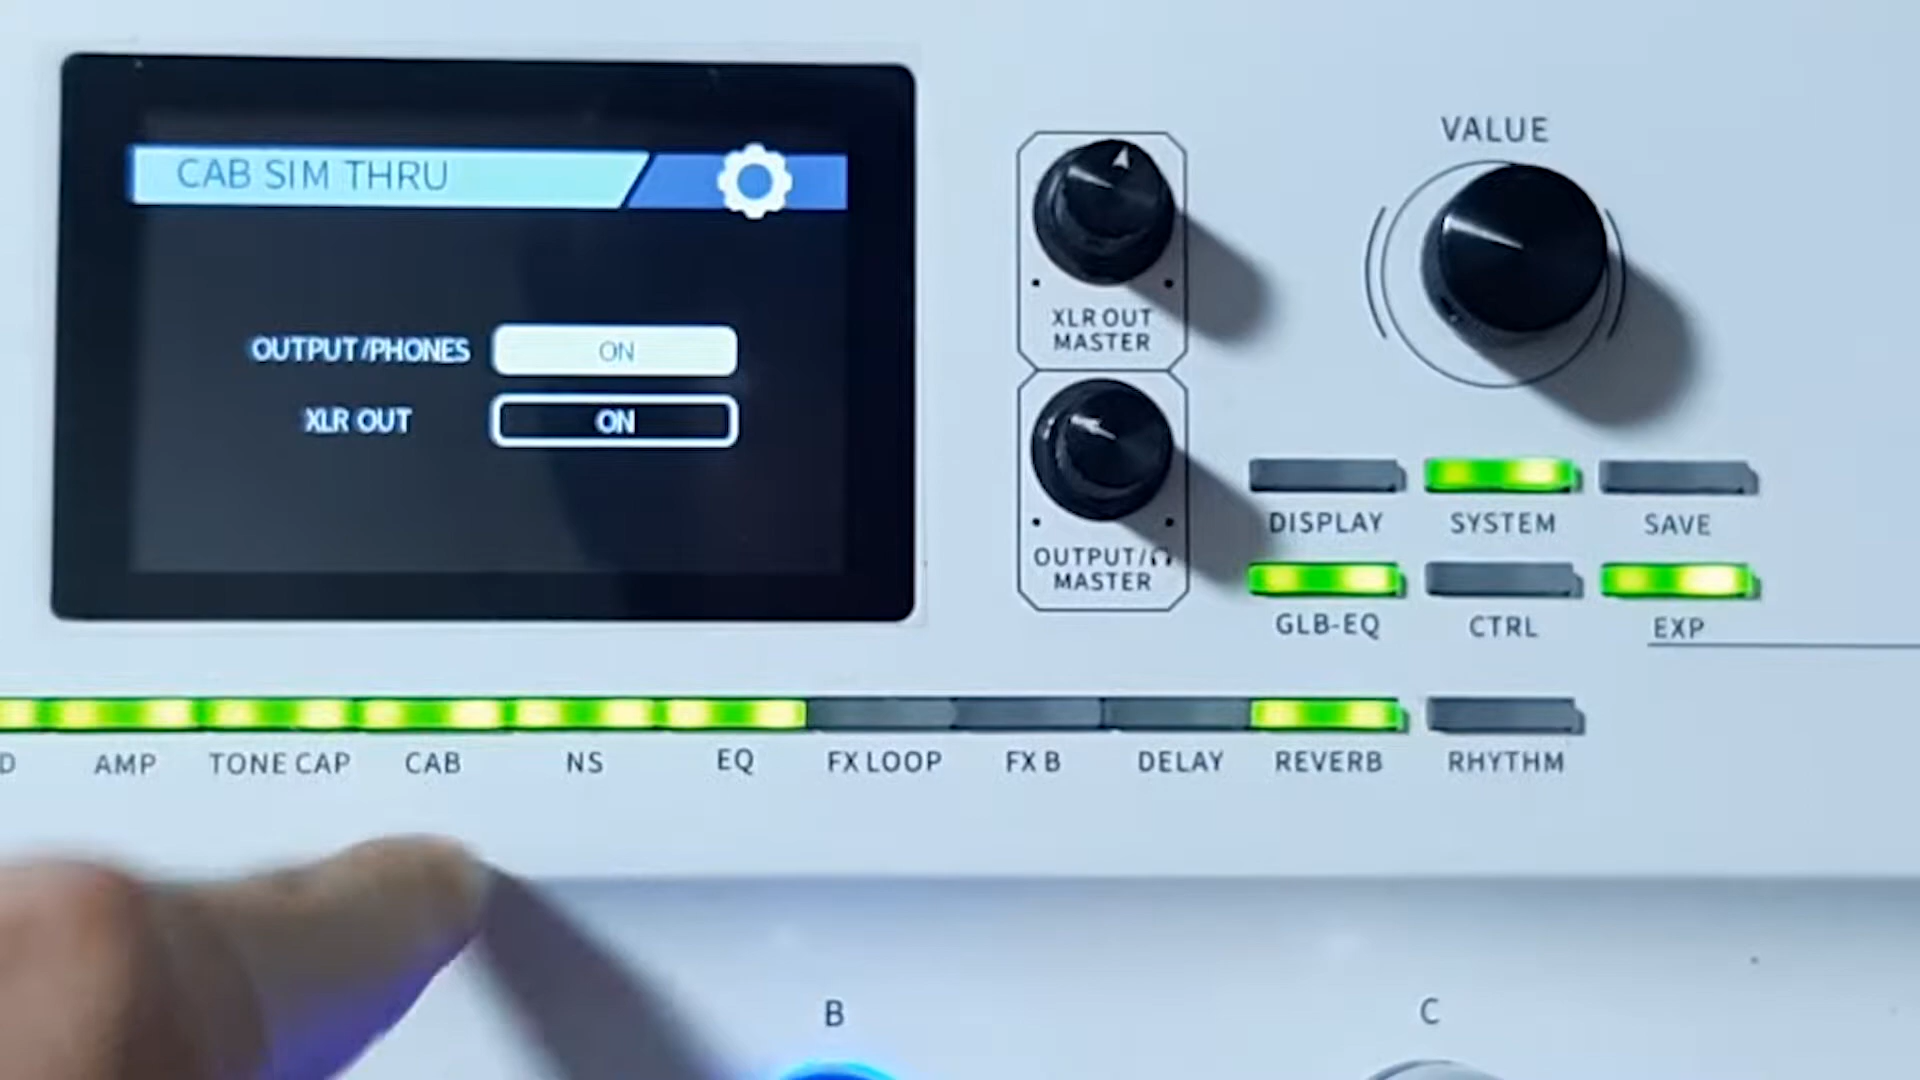 CAB SIM THRU
OUTPUT/PHONES ON
XLR OUT ON
XLR OUT
MASTER
OUTPUT/
MASTER
VALUE
DISPLAY SYSTEM SAVE
GLB-EQ CTRL EXP
D AMP TONE CAP CAB NS EQ FX LOOP FX B DELAY REVERB RHYTHM
B C